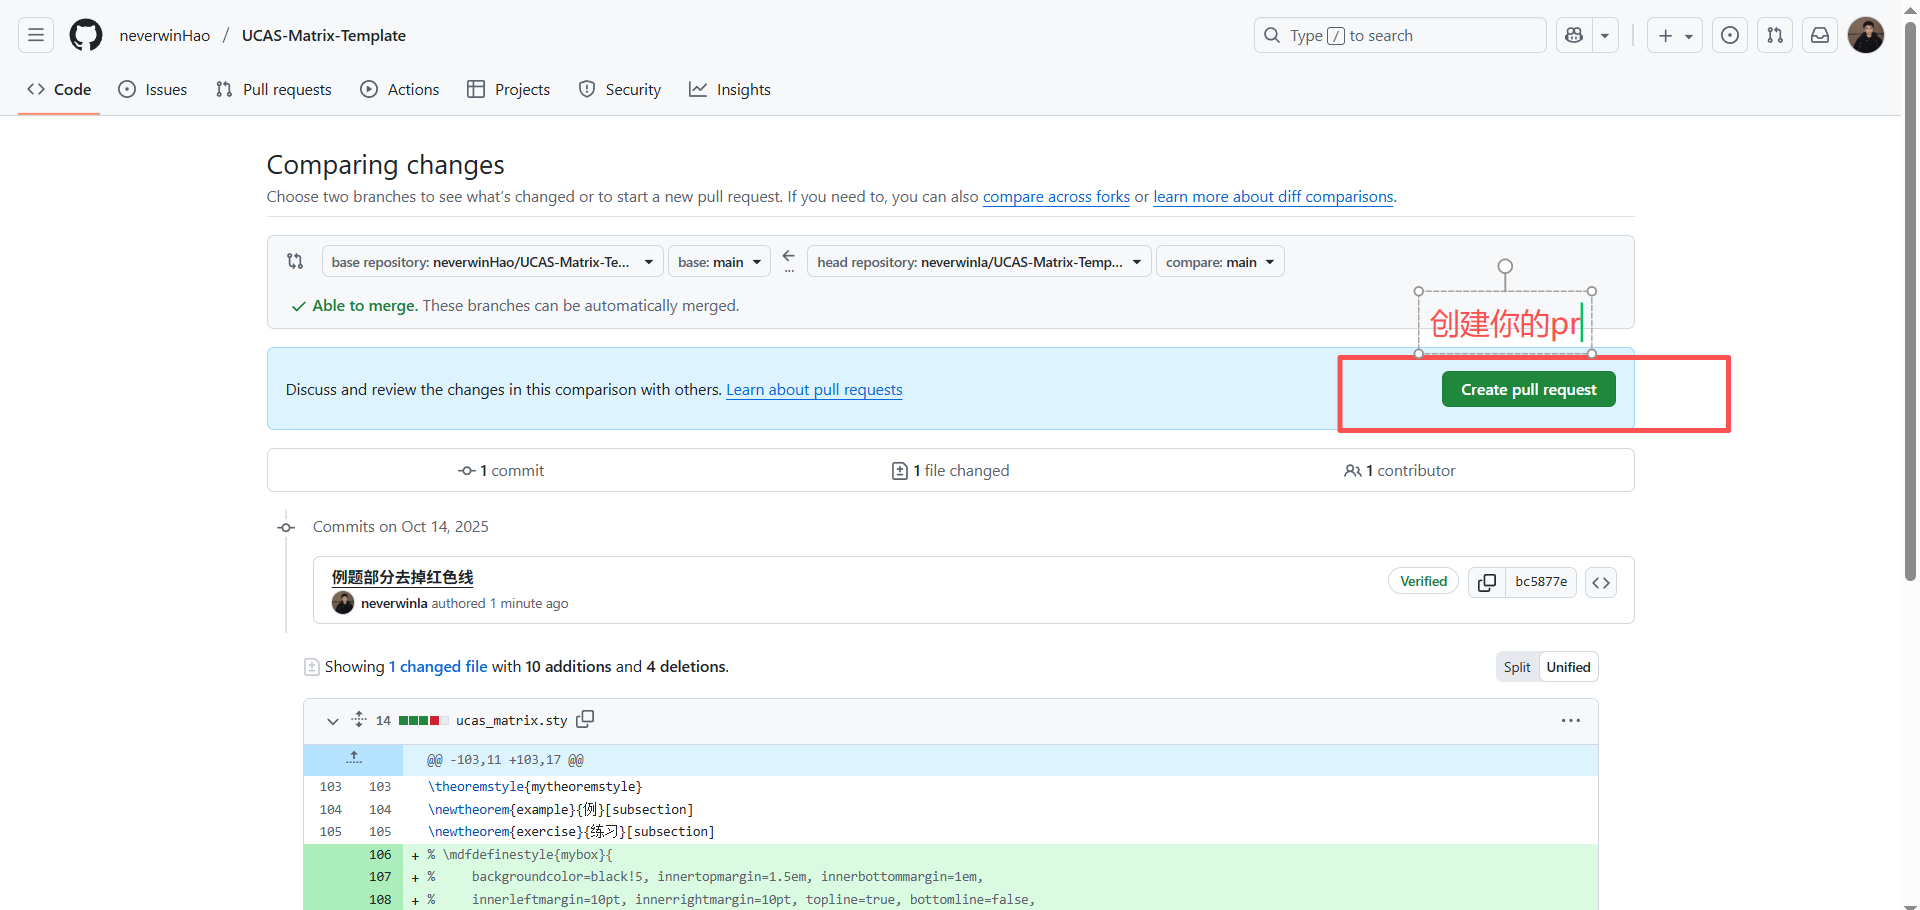 neverwinHao / UCAS-Matrix-Template
Type / to search
Code Issues Pull requests Actions Projects Security Insights
Comparing changes
Choose two branches to see what's changed or to start a new pull request. If you need to, you can also compare across forks or learn more about diff comparisons.
base repository: neverwinHao/UCAS-Matrix-Te... base: main ... head repository: neverwinla/UCAS-Matrix-Temp... compare: main
Able to merge. These branches can be automatically merged.
创建你的pr
Discuss and review the changes in this comparison with others. Learn about pull requests
Create pull request
1 commit 1 file changed 1 contributor
Commits on Oct 14, 2025
例题部分去掉红色线
neverwinla authored 1 minute ago
Verified bc5877e
Showing 1 changed file with 10 additions and 4 deletions.
Split Unified
14 ucas_matrix.sty
@@ -103,11 +103,17 @@
103 103 \theoremstyle{mytheoremstyle}
104 104 \newtheorem{example}{例}[subsection]
105 105 \newtheorem{exercise}{练习}[subsection]
106 + % \mdfdefinestyle{mybox}{
107 + % backgroundcolor=black!5, innertopmargin=1.5em, innerbottommargin=1em,
108 + % innerleftmargin=10pt, innerrightmargin=10pt, topline=true, bottomline=false,